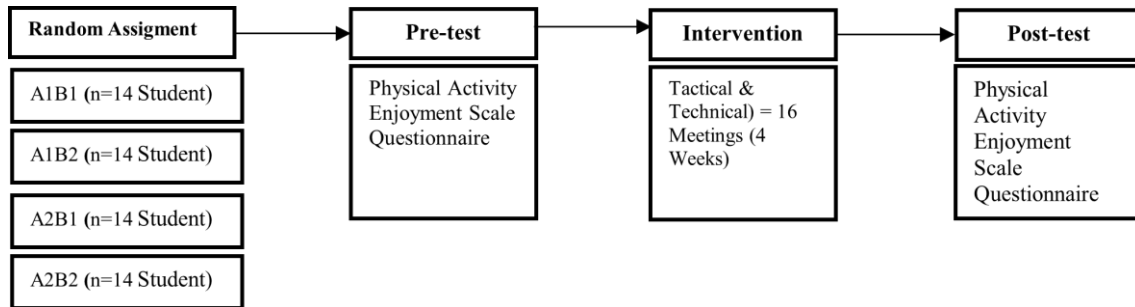 Random Assigment
A1B1 (n=14 Student)
A1B2 (n=14 Student)
A2B1 (n=14 Student)
A2B2 (n=14 Student)
Pre-test
Physical Activity
Enjoyment Scale
Questionnaire
Intervention
Tactical &
Technical) = 16
Meetings (4
Weeks)
Post-test
Physical
Activity
Enjoyment
Scale
Questionnaire